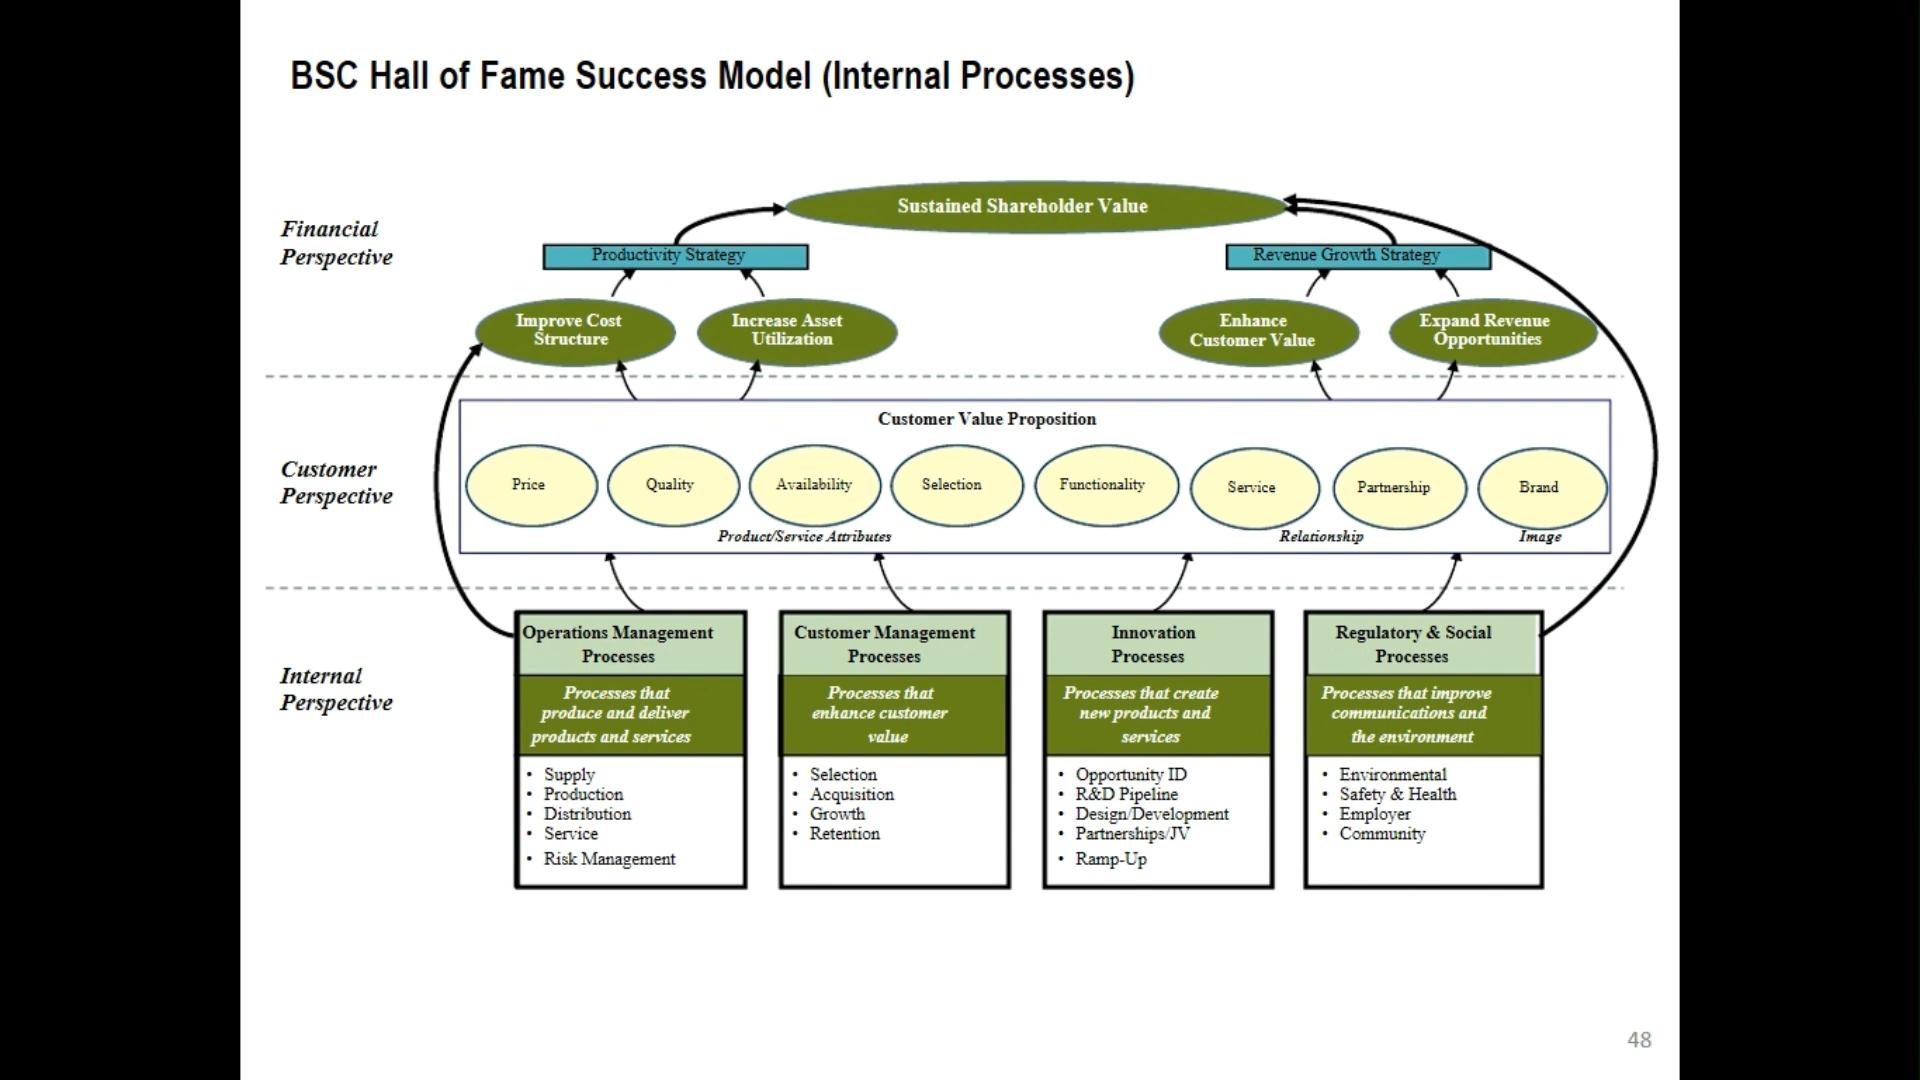 BSC Hall of Fame Success Model (Internal Processes)
Financial
Perspective
Sustained Shareholder Value
Productivity Strategy
Revenue Growth Strategy
Improve Cost
Structure
Increase Asset
Utilization
Enhance
Customer Value
Expand Revenue
Opportunities
Customer
Perspective
Customer Value Proposition
Price
Quality
Availability
Selection
Functionality
Service
Partnership
Brand
Product/Service Attributes
Relationship
Image
Internal
Perspective
Operations Management
Processes
Processes that
produce and deliver
products and services
• Supply
• Production
• Distribution
• Service
• Risk Management
Customer Management
Processes
Processes that
enhance customer
value
• Selection
• Acquisition
• Growth
• Retention
Innovation
Processes
Processes that create
new products and
services
• Opportunity ID
• R&D Pipeline
• Design/Development
• Partnerships/JV
• Ramp-Up
Regulatory & Social
Processes
Processes that improve
communications and
the environment
• Environmental
• Safety & Health
• Employer
• Community
48